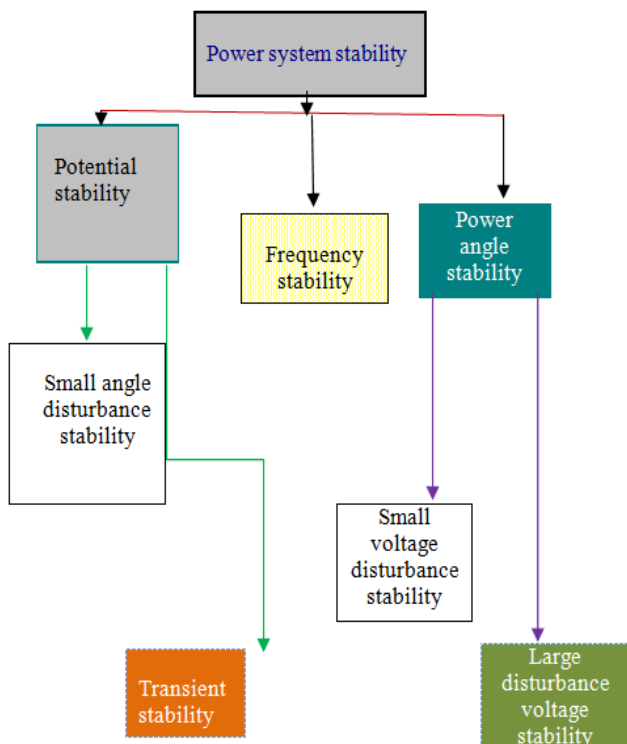 Power system stability
Potential
stability
Frequency
stability
Power
angle
stability
Small angle
disturbance
stability
Small
voltage
disturbance
stability
Transient
stability
Large
disturbance
voltage
stability